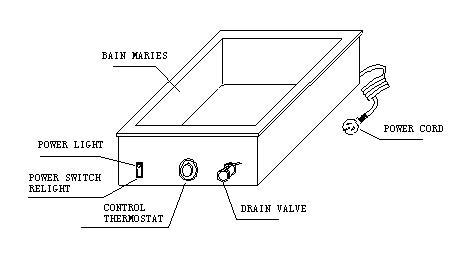 BAIN MARIES
POWER LIGHT
POWER CORD
POWER SWITCH
RELIGHT
CONTROL
THERMOSTAT
DRAIN VALVE